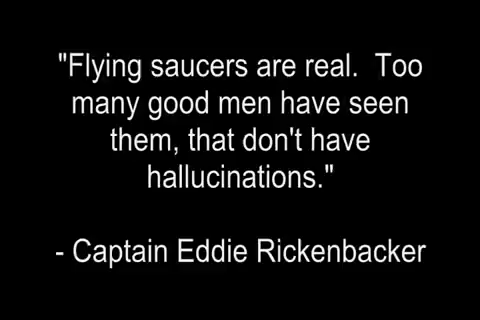 "Flying saucers are real.  Too
many good men have seen
them, that don't have
hallucinations."
- Captain Eddie Rickenbacker